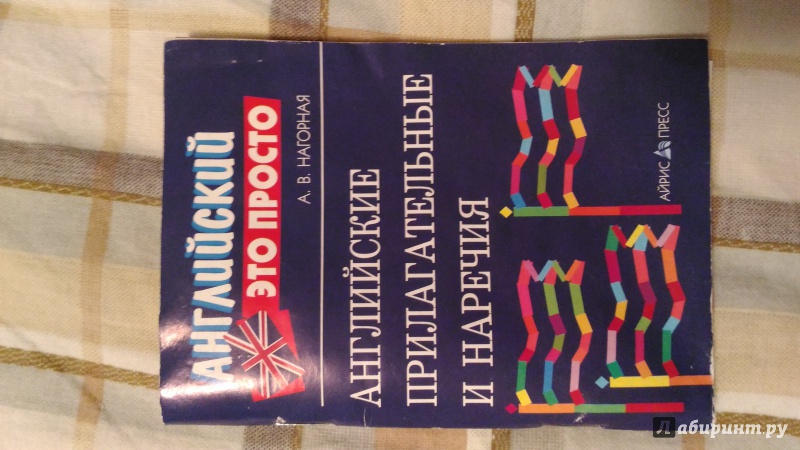 АНГЛИЙСКИЙ
ЭТО ПРОСТО
А. В. НАГОРНАЯ
АНГЛИЙСКИЕ
ПРИЛАГАТЕЛЬНЫЕ
И НАРЕЧИЯ
АЙРИС ПРЕСС
Лабиринт.ру